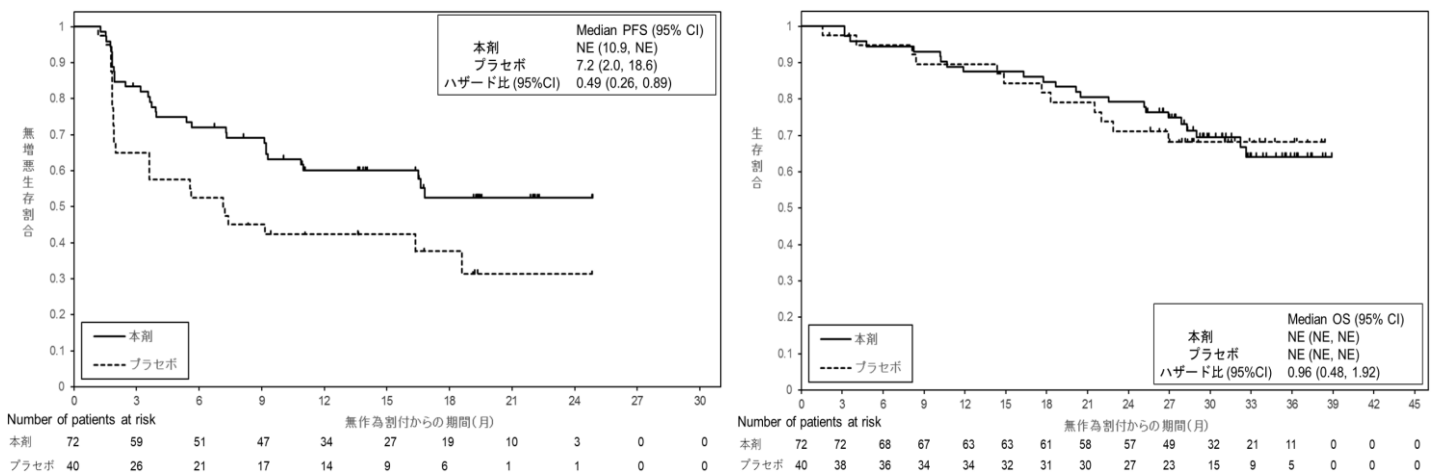 Median PFS (95% CI)
本剤 NE (10.9, NE)
プラセボ 7.2 (2.0, 18.6)
ハザード比 (95%CI) 0.49 (0.26, 0.89)
1
0.9
0.8
0.7
0.6
0.5
0.4
0.3
0.2
0.1
0
無増悪生存割合
本剤
プラセボ
0 3 6 9 12 15 18 21 24 27 30
無作為割付からの期間(月)
Number of patients at risk
本剤 72 59 51 47 34 27 19 10 3 0 0
プラセボ 40 26 21 17 14 9 6 1 1 0 0
1
0.9
0.8
0.7
0.6
0.5
0.4
0.3
0.2
0.1
0
生存割合
Median OS (95% CI)
本剤 NE (NE, NE)
プラセボ NE (NE, NE)
ハザード比 (95%CI) 0.96 (0.48, 1.92)
本剤
プラセボ
0 3 6 9 12 15 18 21 24 27 30 33 36 39 42 45
無作為割付からの期間(月)
Number of patients at risk
本剤 72 72 68 67 63 63 61 58 57 49 32 21 11 0 0 0
プラセボ 40 38 36 34 34 32 31 30 27 23 15 9 5 0 0 0